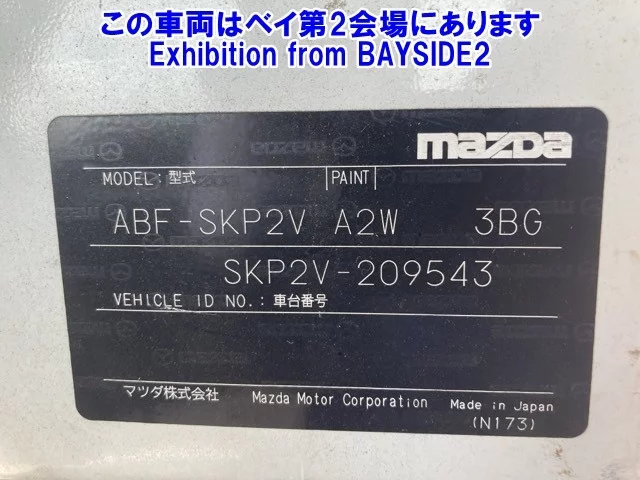 この車両はベイ第2会場にあります
Exhibition from BAYSIDE2
mazda
MODEL:型式 PAINT
ABF-SKP2V A2W 3BG
SKP2V-209543
VEHICLE ID NO.:車台番号
マツダ株式会社 Mazda Motor Corporation Made in Japan
(N173)